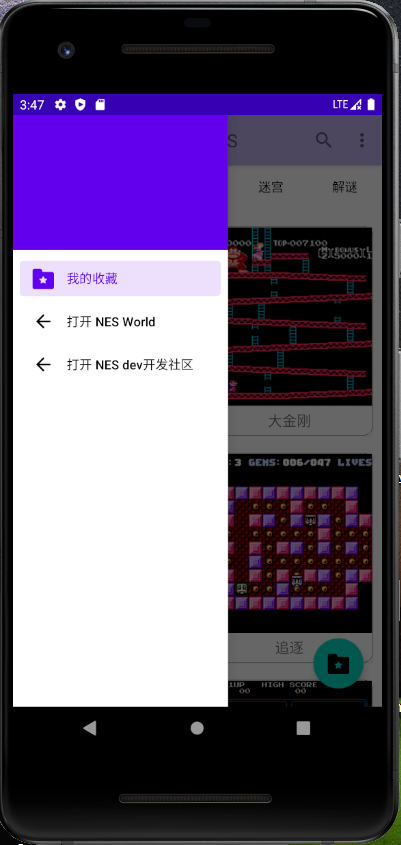 3:47
LTE
S
迷宫
解谜
我的收藏
打开 NES World
打开 NES dev开发社区
0000 TOP-007100
大金刚
:3 GEMS:006/047 LIVES
追逐
1UP HIGH SCORE
00 00